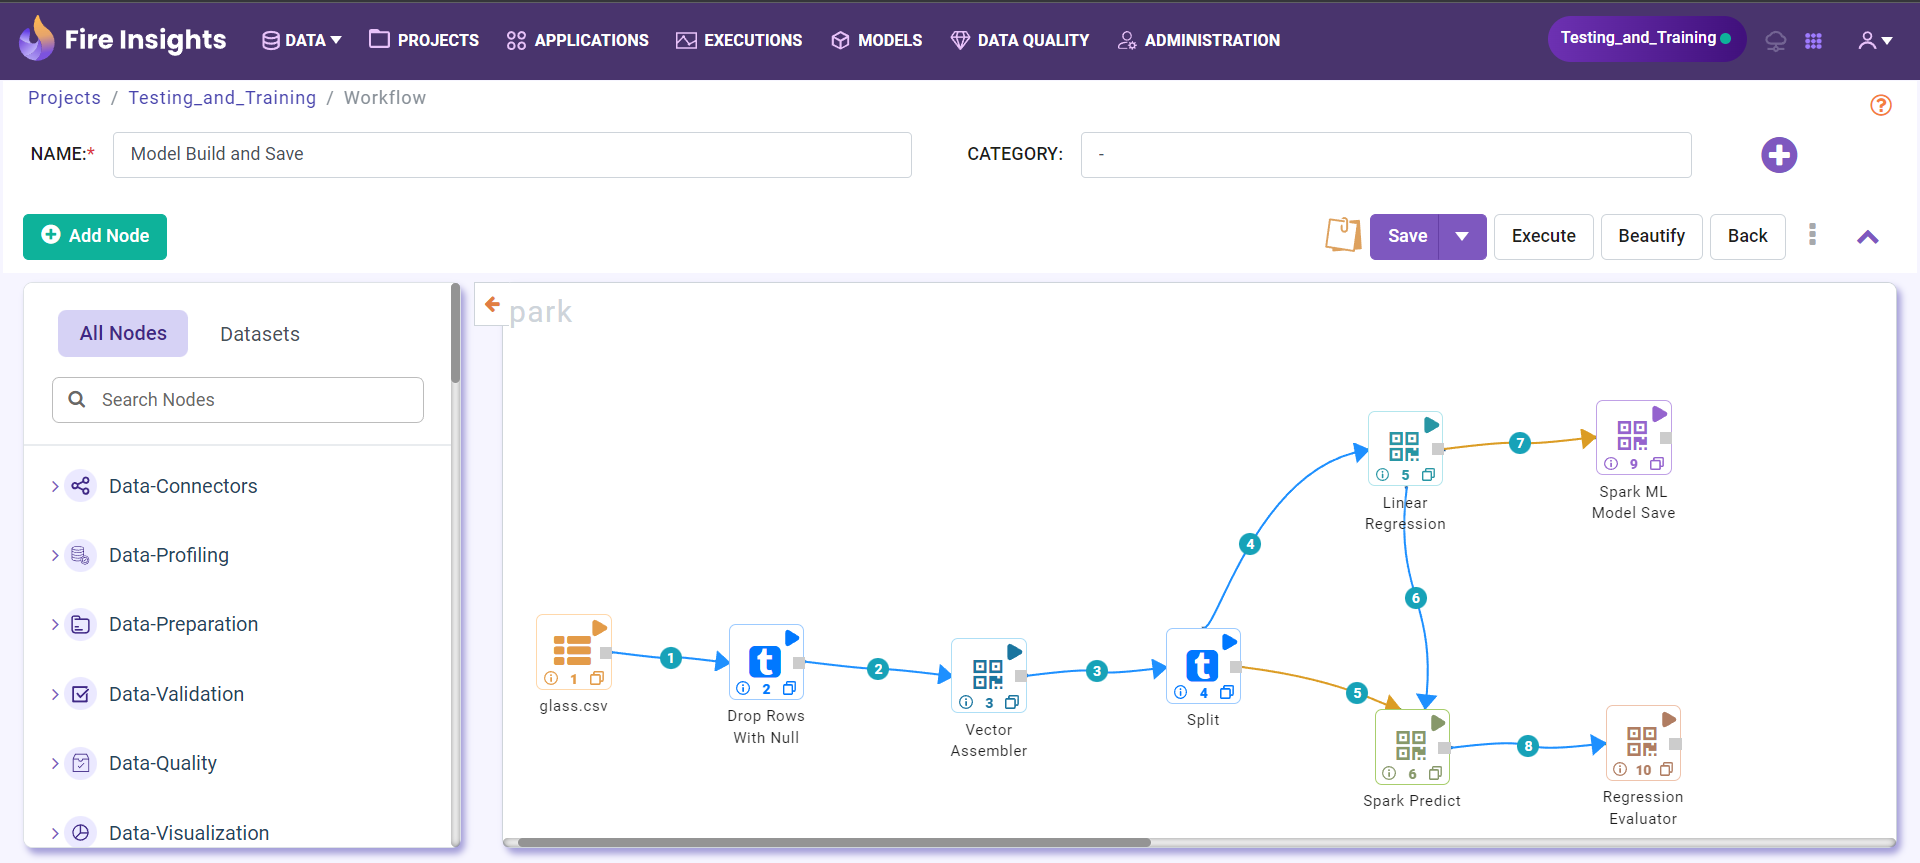 Fire Insights
DATA
PROJECTS
APPLICATIONS
EXECUTIONS
MODELS
DATA QUALITY
ADMINISTRATION
Testing_and_Training
Projects / Testing_and_Training / Workflow
NAME:*
Model Build and Save
CATEGORY:
-
Add Node
Save
Execute
Beautify
Back
All Nodes
Datasets
Search Nodes
Data-Connectors
Data-Profiling
Data-Preparation
Data-Validation
Data-Quality
Data-Visualization
park
1
glass.csv
1
t
2
Drop Rows
With Null
2
3
Vector
Assembler
3
t
4
Split
4
5
Linear
Regression
7
9
Spark ML
Model Save
6
5
6
Spark Predict
8
10
Regression
Evaluator